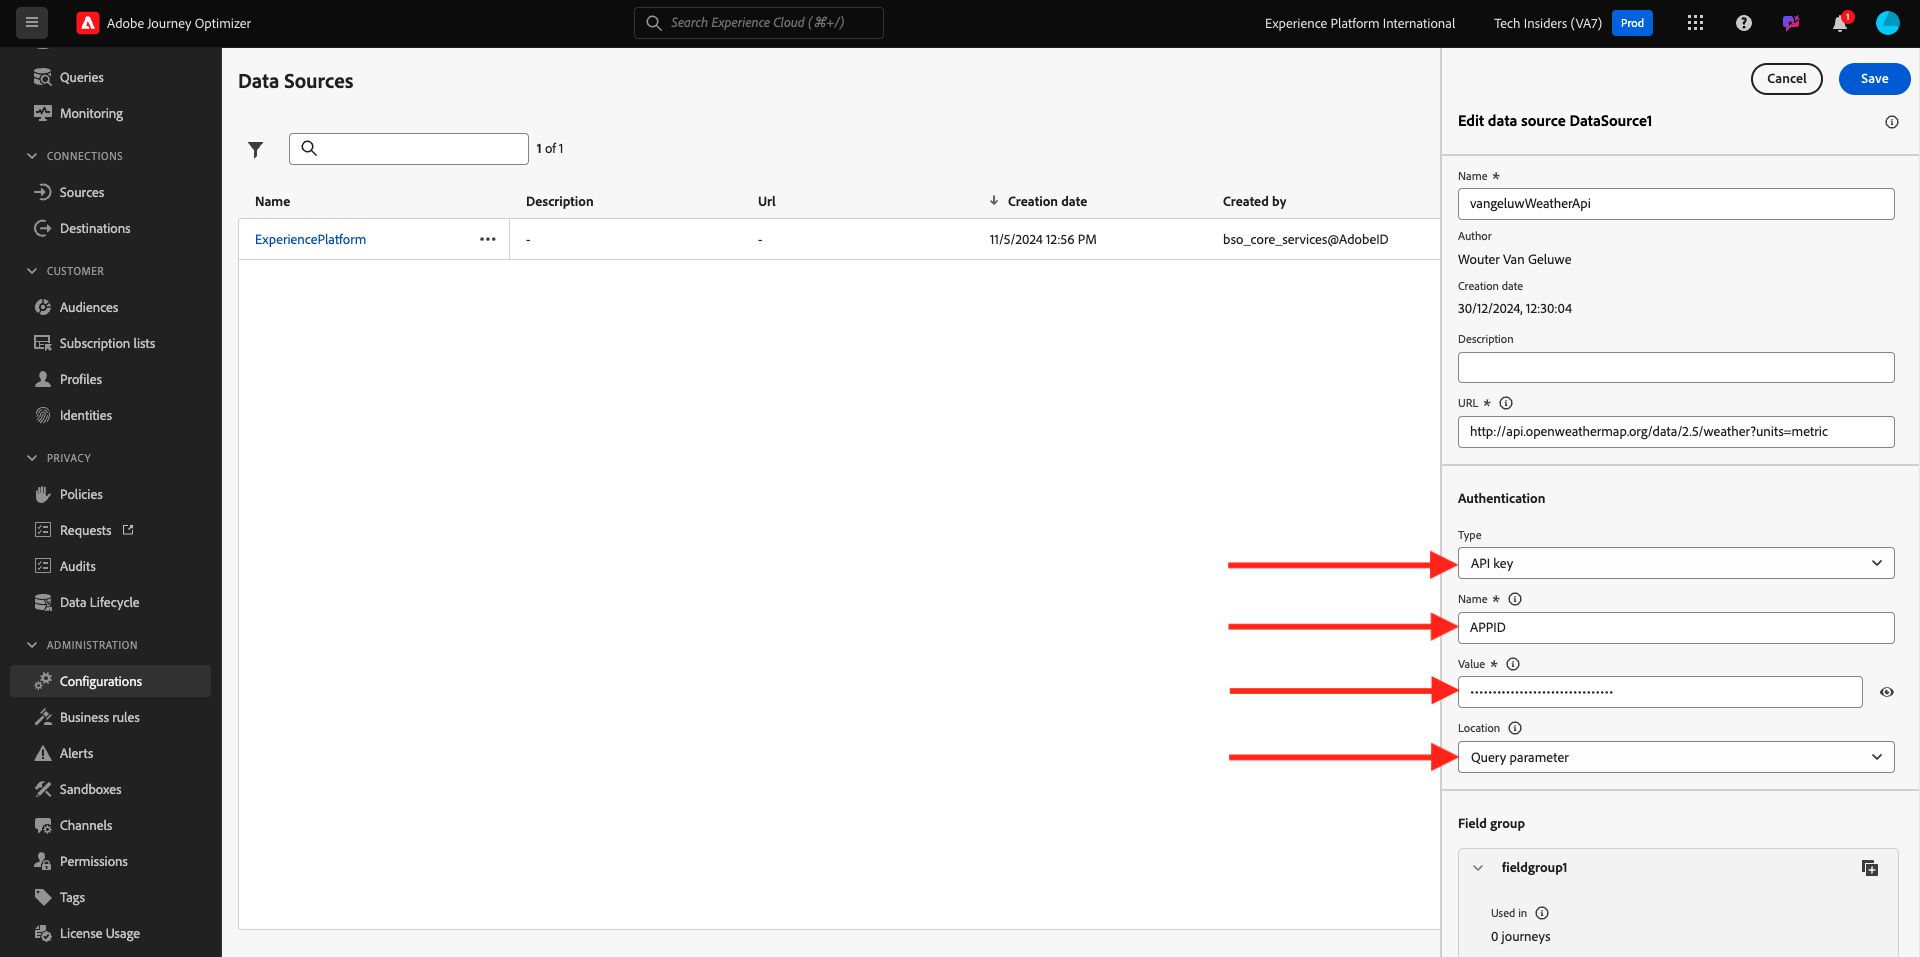 Adobe Journey Optimizer
Search Experience Cloud (⌘+/)
Experience Platform International
Tech Insiders (VA7)
Prod
1
Queries
Monitoring
CONNECTIONS
Sources
Destinations
CUSTOMER
Audiences
Subscription lists
Profiles
Identities
PRIVACY
Policies
Requests
Audits
Data Lifecycle
ADMINISTRATION
Configurations
Business rules
Alerts
Sandboxes
Channels
Permissions
Tags
License Usage
Data Sources
1 of 1
Name Description Url Creation date Created by
ExperiencePlatform ••• - - 11/5/2024 12:56 PM bso_core_services@AdobeID
Cancel
Save
Edit data source DataSource1
Name *
vangeluwWeatherApi
Author
Wouter Van Geluwe
Creation date
30/12/2024, 12:30:04
Description
URL *
http://api.openweathermap.org/data/2.5/weather?units=metric
Authentication
Type
API key
Name *
APPID
Value *
••••••••••••••••••••••••••••••••
Location
Query parameter
Field group
fieldgroup1
Used in
0 journeys